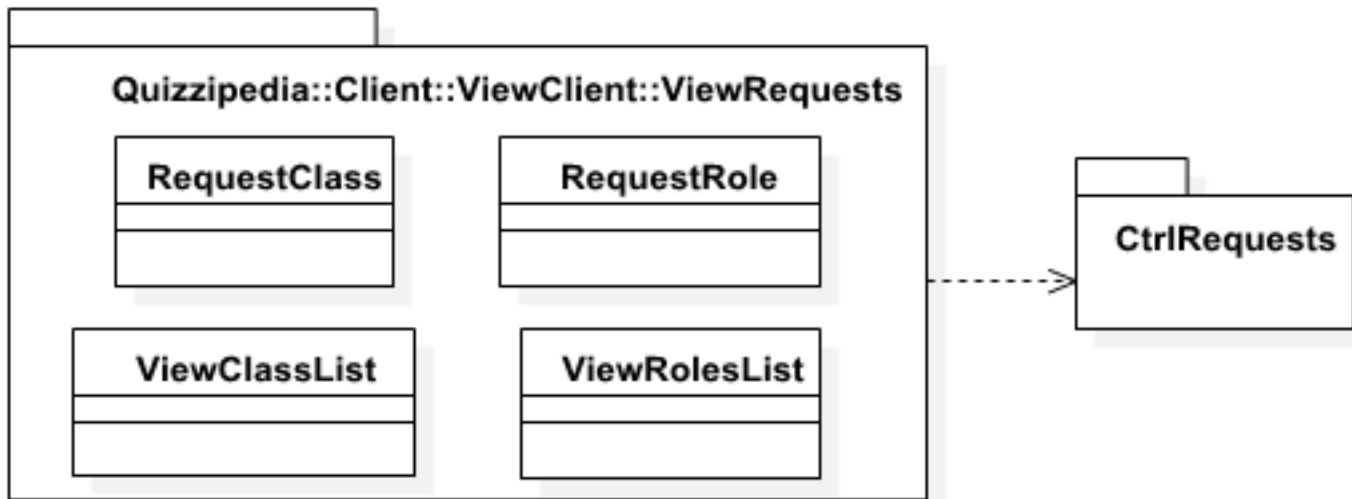 Quizzipedia::Client::ViewClient::ViewRequests
RequestClass
RequestRole
CtrlRequests
ViewClassList
ViewRolesList